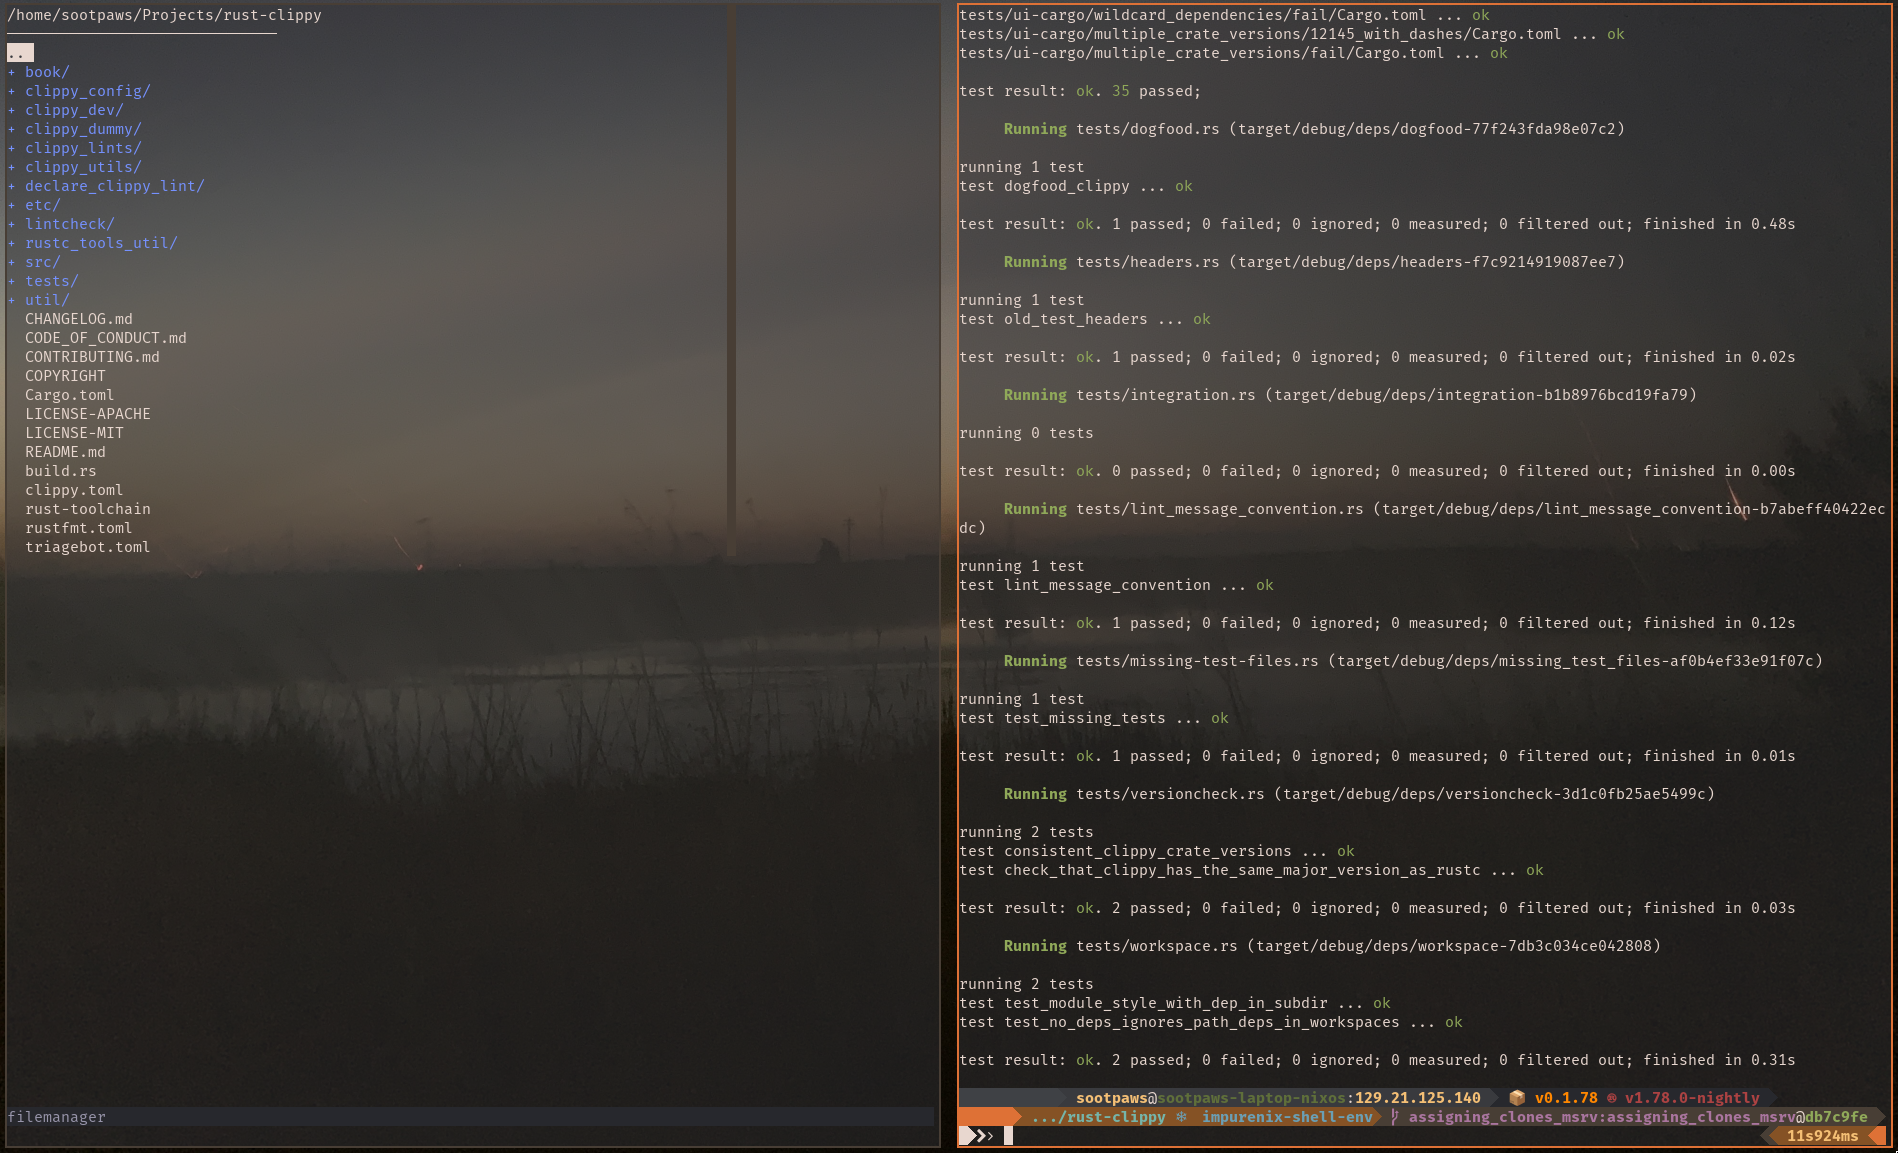 /home/sootpaws/Projects/rust-clippy
..
+ book/
+ clippy_config/
+ clippy_dev/
+ clippy_dummy/
+ clippy_lints/
+ clippy_utils/
+ declare_clippy_lint/
+ etc/
+ lintcheck/
+ rustc_tools_util/
+ src/
+ tests/
+ util/
CHANGELOG.md
CODE_OF_CONDUCT.md
CONTRIBUTING.md
COPYRIGHT
Cargo.toml
LICENSE-APACHE
LICENSE-MIT
README.md
build.rs
clippy.toml
rust-toolchain
rustfmt.toml
triagebot.toml
filemanager
tests/ui-cargo/wildcard_dependencies/fail/Cargo.toml ... ok
tests/ui-cargo/multiple_crate_versions/12145_with_dashes/Cargo.toml ... ok
tests/ui-cargo/multiple_crate_versions/fail/Cargo.toml ... ok
test result: ok. 35 passed;
Running tests/dogfood.rs (target/debug/deps/dogfood-77f243fda98e07c2)
running 1 test
test dogfood_clippy ... ok
test result: ok. 1 passed; 0 failed; 0 ignored; 0 measured; 0 filtered out; finished in 0.48s
Running tests/headers.rs (target/debug/deps/headers-f7c9214919087ee7)
running 1 test
test old_test_headers ... ok
test result: ok. 1 passed; 0 failed; 0 ignored; 0 measured; 0 filtered out; finished in 0.02s
Running tests/integration.rs (target/debug/deps/integration-b1b8976bcd19fa79)
running 0 tests
test result: ok. 0 passed; 0 failed; 0 ignored; 0 measured; 0 filtered out; finished in 0.00s
Running tests/lint_message_convention.rs (target/debug/deps/lint_message_convention-b7abeff40422ec
dc)
running 1 test
test lint_message_convention ... ok
test result: ok. 1 passed; 0 failed; 0 ignored; 0 measured; 0 filtered out; finished in 0.12s
Running tests/missing-test-files.rs (target/debug/deps/missing_test_files-af0b4ef33e91f07c)
running 1 test
test test_missing_tests ... ok
test result: ok. 1 passed; 0 failed; 0 ignored; 0 measured; 0 filtered out; finished in 0.01s
Running tests/versioncheck.rs (target/debug/deps/versioncheck-3d1c0fb25ae5499c)
running 2 tests
test consistent_clippy_crate_versions ... ok
test check_that_clippy_has_the_same_major_version_as_rustc ... ok
test result: ok. 2 passed; 0 failed; 0 ignored; 0 measured; 0 filtered out; finished in 0.03s
Running tests/workspace.rs (target/debug/deps/workspace-7db3c034ce042808)
running 2 tests
test test_module_style_with_dep_in_subdir ... ok
test test_no_deps_ignores_path_deps_in_workspaces ... ok
test result: ok. 2 passed; 0 failed; 0 ignored; 0 measured; 0 filtered out; finished in 0.31s
sootpaws@sootpaws-laptop-nixos:129.21.125.140 📦 v0.1.78 v1.78.0-nightly
.../rust-clippy ❄ impurenix-shell-env assigning_clones_msrv:assigning_clones_msrv@db7c9fe
11s924ms